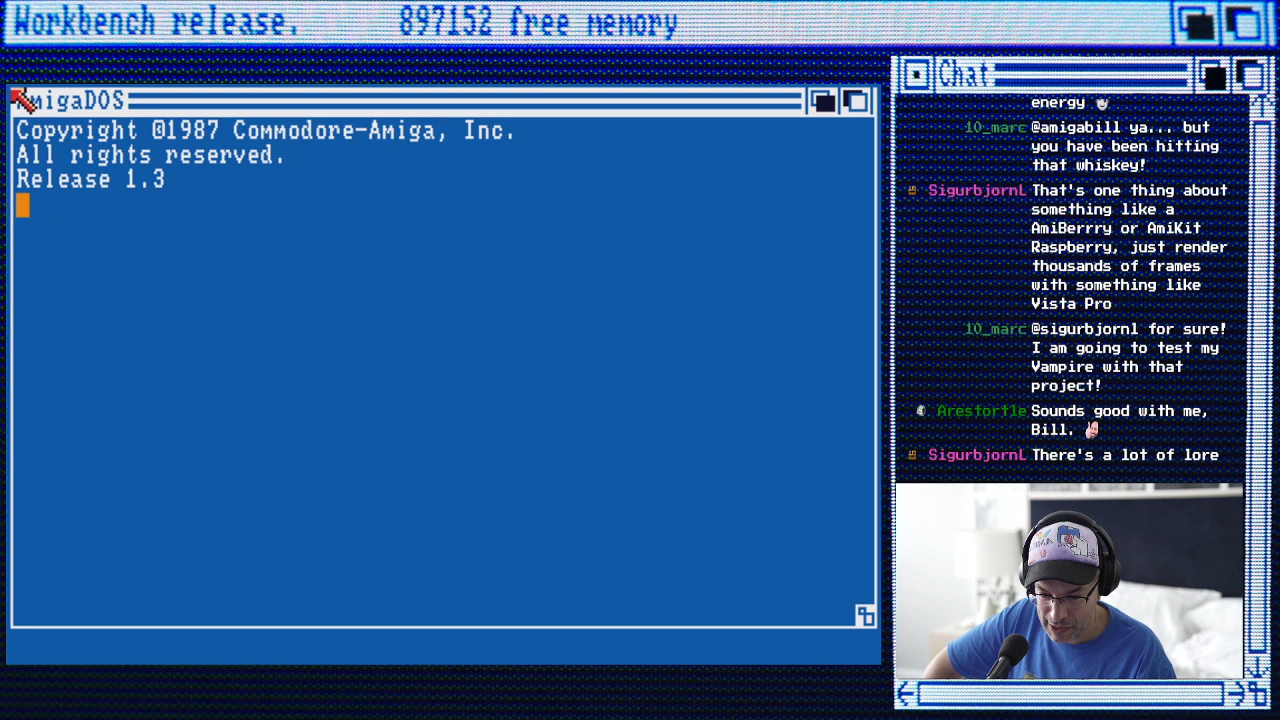 Workbench release.    897152 free memory
AmigaDOS
Copyright ©1987 Commodore-Amiga, Inc.
All rights reserved.
Release 1.3
Chat
energy
10_marc @amigabill ya... but
you have been hitting
that whiskey!
SigurbjornL That's one thing about
something like a
AmiBerrry or AmiKit
Raspberry, just render
thousands of frames
with something like
Vista Pro
10_marc @sigurbjornl for sure!
I am going to test my
Vampire with that
project!
Arestort1e Sounds good with me,
Bill.
SigurbjornL There's a lot of lore